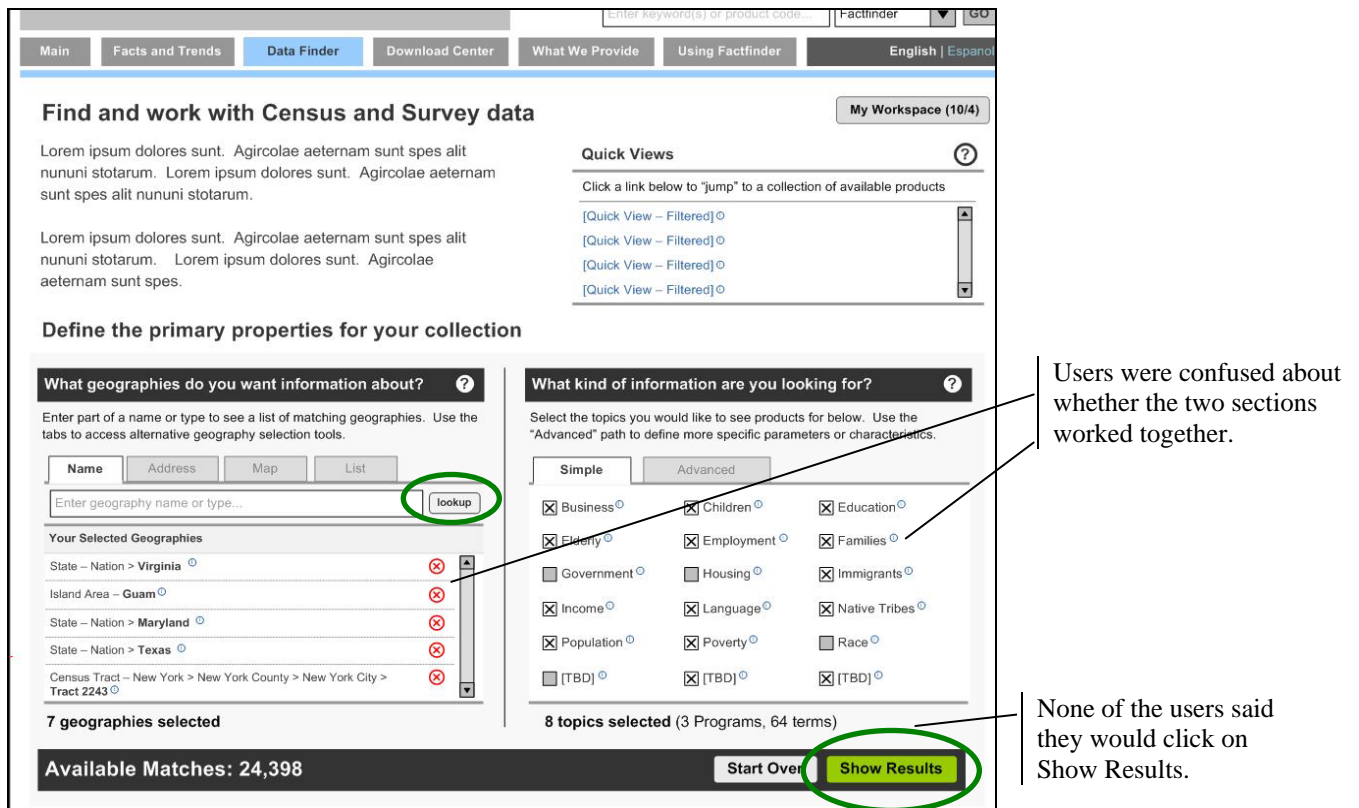 Enter keyword(s) or product code... Factfinder GO
Main Facts and Trends Data Finder Download Center What We Provide Using Factfinder English | Espanol
Find and work with Census and Survey data
My Workspace (10/4)
Lorem ipsum dolores sunt. Agircolae aeternam sunt spes alit
nununi stotarum. Lorem ipsum dolores sunt. Agircolae aeternam
sunt spes alit nununi stotarum.
Lorem ipsum dolores sunt. Agircolae aeternam sunt spes alit
nununi stotarum. Lorem ipsum dolores sunt. Agircolae
aeternam sunt spes.
Quick Views ?
Click a link below to “jump” to a collection of available products
[Quick View – Filtered]
[Quick View – Filtered]
[Quick View – Filtered]
[Quick View – Filtered]
Define the primary properties for your collection
What geographies do you want information about? ?
Enter part of a name or type to see a list of matching geographies. Use the
tabs to access alternative geography selection tools.
Name Address Map List
Enter geography name or type... lookup
Your Selected Geographies
State – Nation > Virginia
Island Area – Guam
State – Nation > Maryland
State – Nation > Texas
Census Tract – New York > New York County > New York City >
Tract 2243
7 geographies selected
What kind of information are you looking for? ?
Select the topics you would like to see products for below. Use the
“Advanced” path to define more specific parameters or characteristics.
Simple Advanced
Business Children Education
Elderly Employment Families
Government Housing Immigrants
Income Language Native Tribes
Population Poverty Race
[TBD] [TBD] [TBD]
8 topics selected (3 Programs, 64 terms)
Available Matches: 24,398 Start Over Show Results
Users were confused about
whether the two sections
worked together.
None of the users said
they would click on
Show Results.